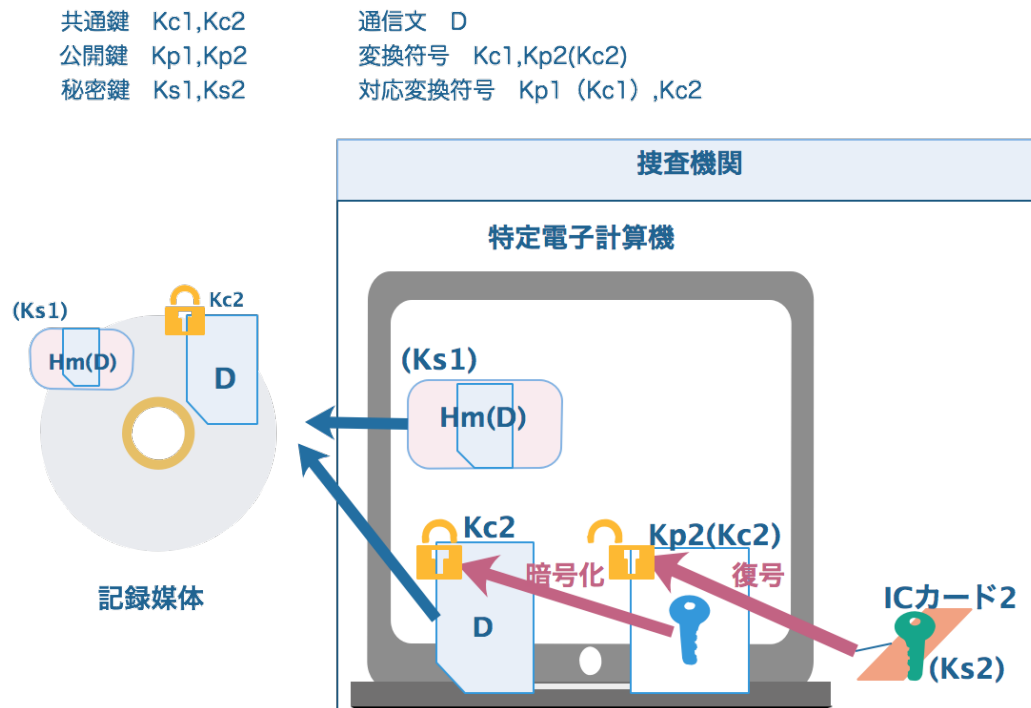 共通鍵 Kc1,Kc2
公開鍵 Kp1,Kp2
秘密鍵 Ks1,Ks2
通信文 D
変換符号 Kc1,Kp2(Kc2)
対応変換符号 Kp1（Kc1）,Kc2
捜査機関
特定電子計算機
(Ks1)
Hm(D)
Kc2
D
記録媒体
(Ks1)
Hm(D)
Kc2
D
暗号化
Kp2(Kc2)
復号
ICカード2
(Ks2)